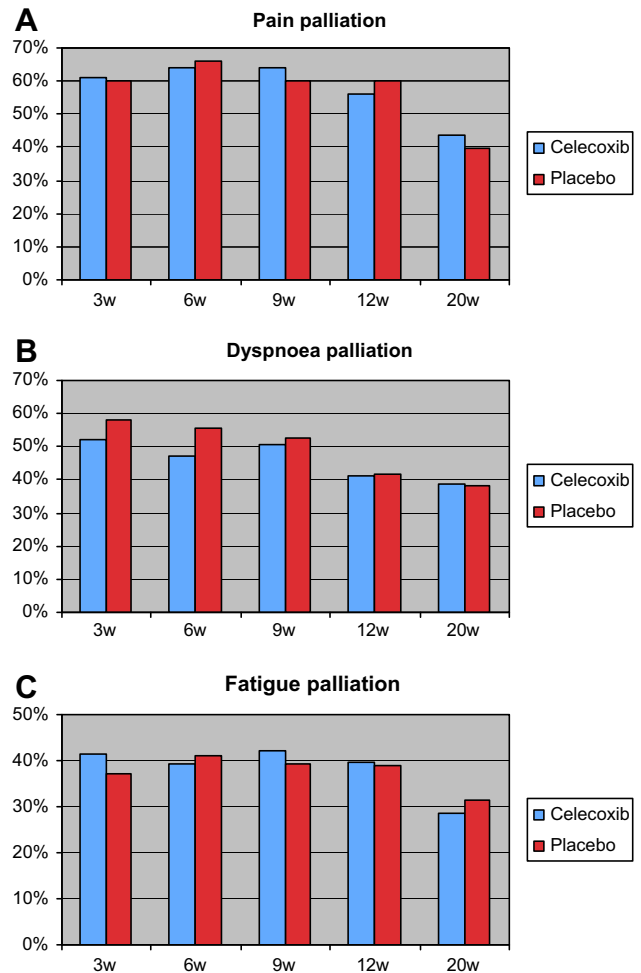 A
Pain palliation
70%
60%
50%
40%
30%
20%
10%
0%
3w 6w 9w 12w 20w
Celecoxib
Placebo
B
Dyspnoea palliation
70%
60%
50%
40%
30%
20%
10%
0%
3w 6w 9w 12w 20w
Celecoxib
Placebo
C
Fatigue palliation
50%
40%
30%
20%
10%
0%
3w 6w 9w 12w 20w
Celecoxib
Placebo